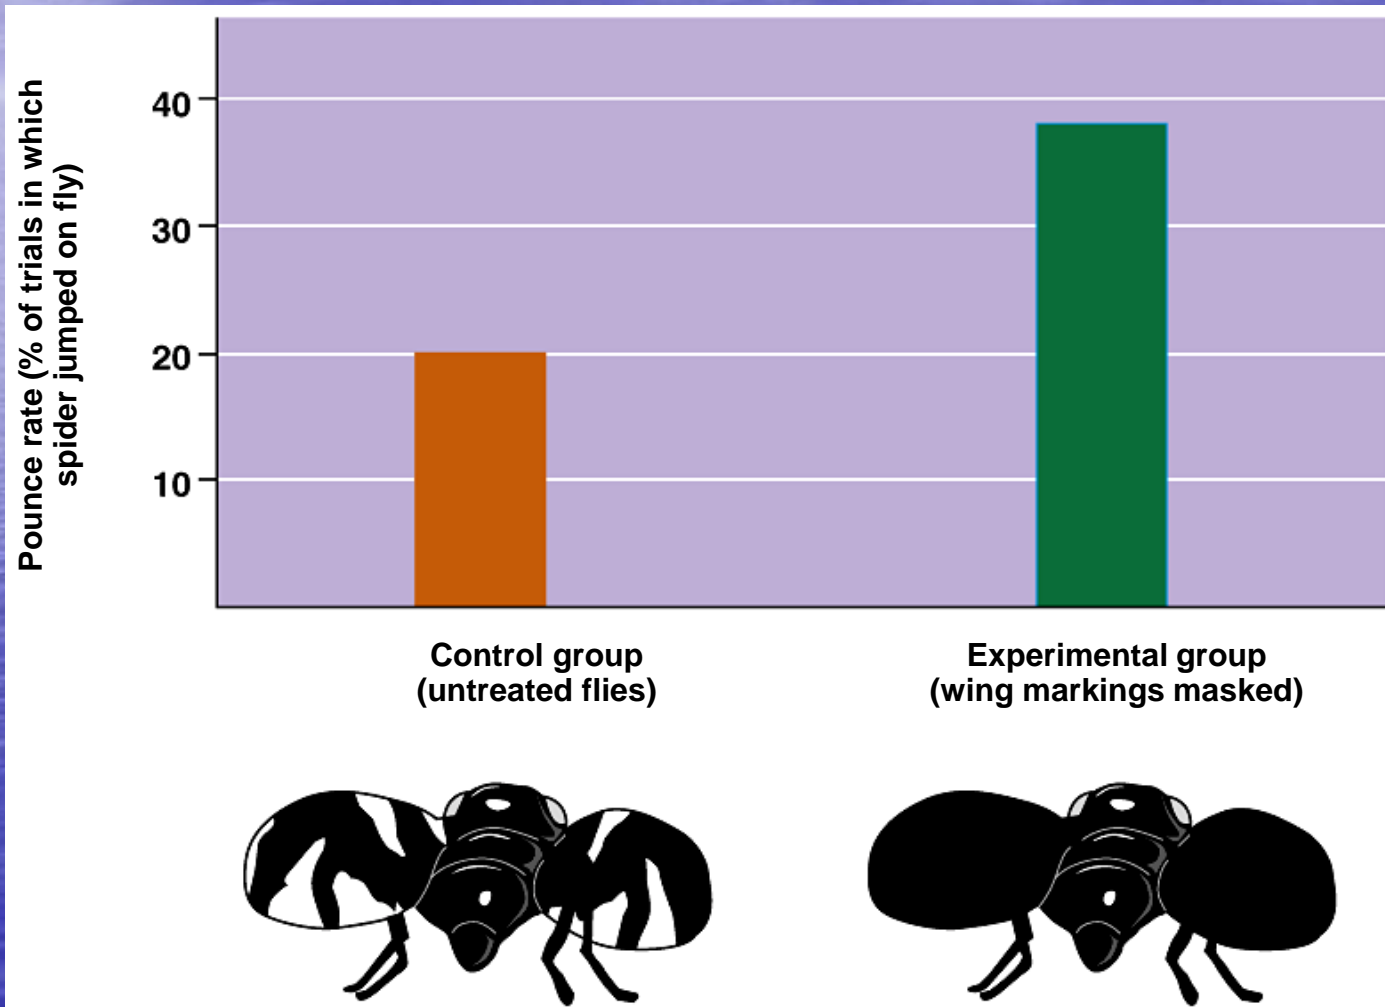 Pounce rate (% of trials in which
spider jumped on fly)
40
30
20
10
Control group
(untreated flies)
Experimental group
(wing markings masked)